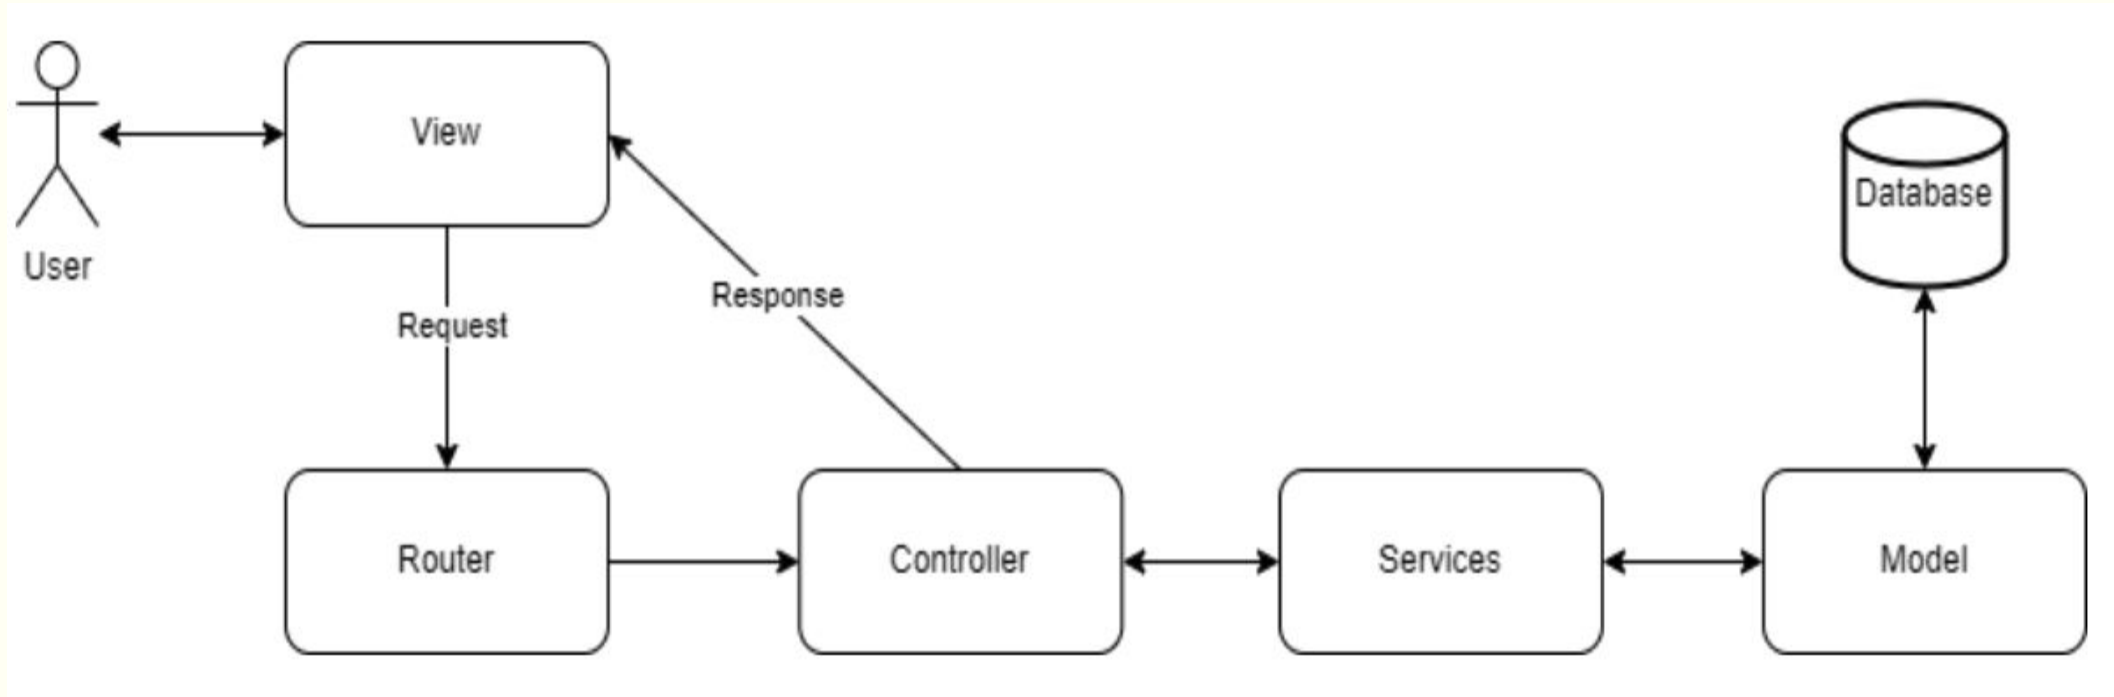 View
Database
User
Response
Request
Router
Controller
Services
Model